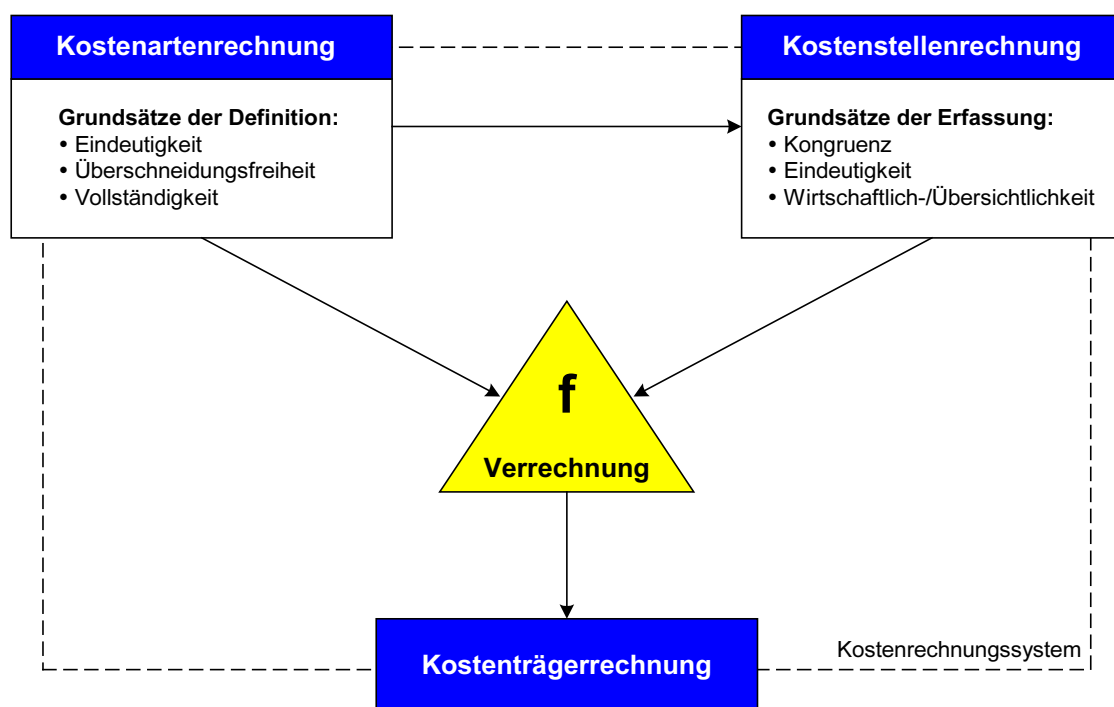 Kostenartenrechnung
Grundsätze der Definition:
• Eindeutigkeit
• Überschneidungsfreiheit
• Vollständigkeit
Kostenstellenrechnung
Grundsätze der Erfassung:
• Kongruenz
• Eindeutigkeit
• Wirtschaftlich-/Übersichtlichkeit
f
Verrechnung
Kostenrechnungssystem
Kostenträgerrechnung